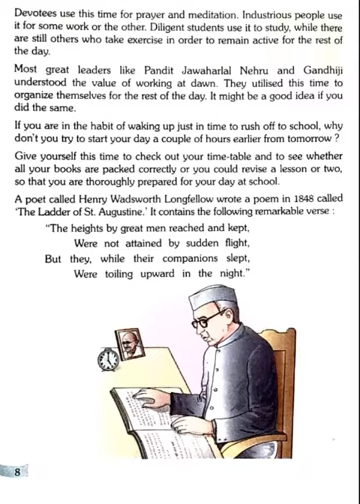 Devotees use this time for prayer and meditation. Industrious people use
it for some work or the other. Diligent students use it to study, while there
are still others who take exercise in order to remain active for the rest of
the day.
Most great leaders like Pandit Jawaharlal Nehru and Gandhiji
understood the value of working at dawn. They utilised this time to
organize themselves for the rest of the day. It might be a good idea if you
did the same.
If you are in the habit of waking up just in time to rush off to school, why
don't you try to start your day a couple of hours earlier from tomorrow ?
Give yourself this time to check out your time-table and to see whether
all your books are packed correctly or you could revise a lesson or two,
so that you are thoroughly prepared for your day at school.
A poet called Henry Wadsworth Longfellow wrote a poem in 1848 called
'The Ladder of St. Augustine.' It contains the following remarkable verse :
"The heights by great men reached and kept,
Were not attained by sudden flight,
But they, while their companions slept,
Were toiling upward in the night."
8